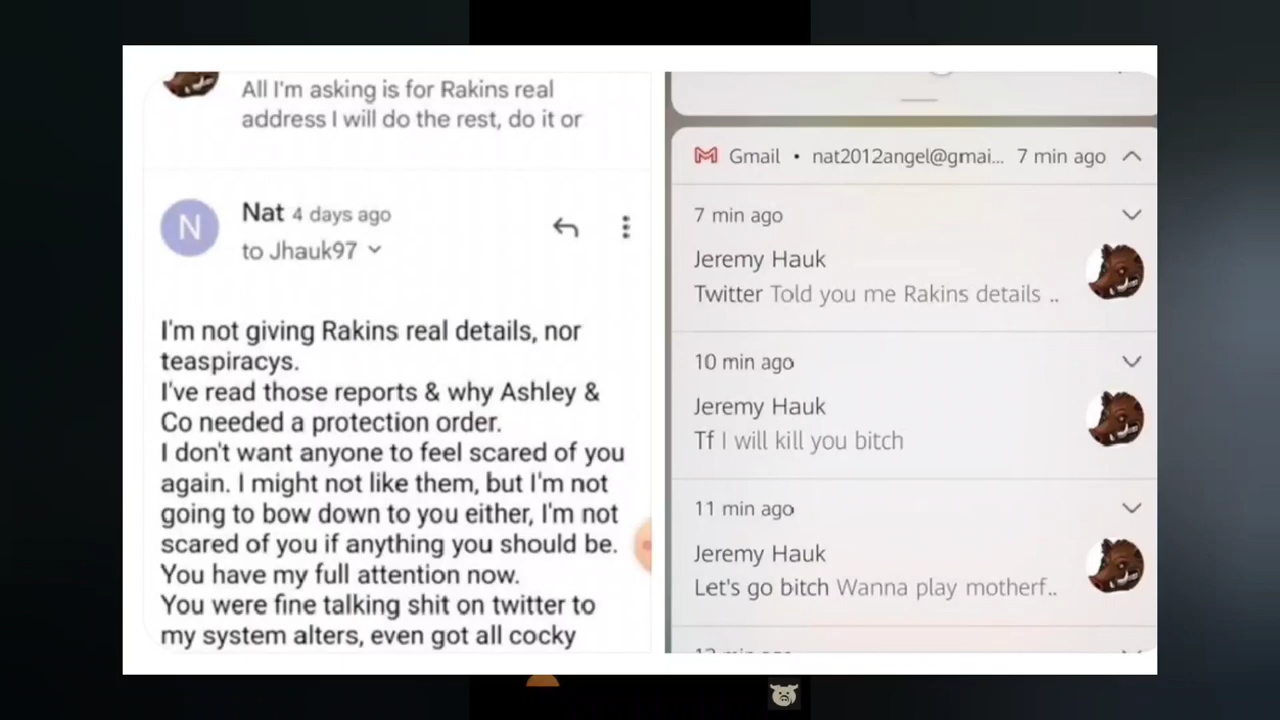 All I'm asking is for Rakins real
address I will do the rest, do it or
N
Nat 4 days ago
to Jhauk97
I'm not giving Rakins real details, nor
teaspiracys.
I've read those reports & why Ashley &
Co needed a protection order.
I don't want anyone to feel scared of you
again. I might not like them, but I'm not
going to bow down to you either, I'm not
scared of you if anything you should be.
You have my full attention now.
You were fine talking shit on twitter to
my system alters, even got all cocky
Gmail • nat2012angel@gmai... 7 min ago
7 min ago
Jeremy Hauk
Twitter Told you me Rakins details ..
10 min ago
Jeremy Hauk
Tf I will kill you bitch
11 min ago
Jeremy Hauk
Let's go bitch Wanna play motherf..